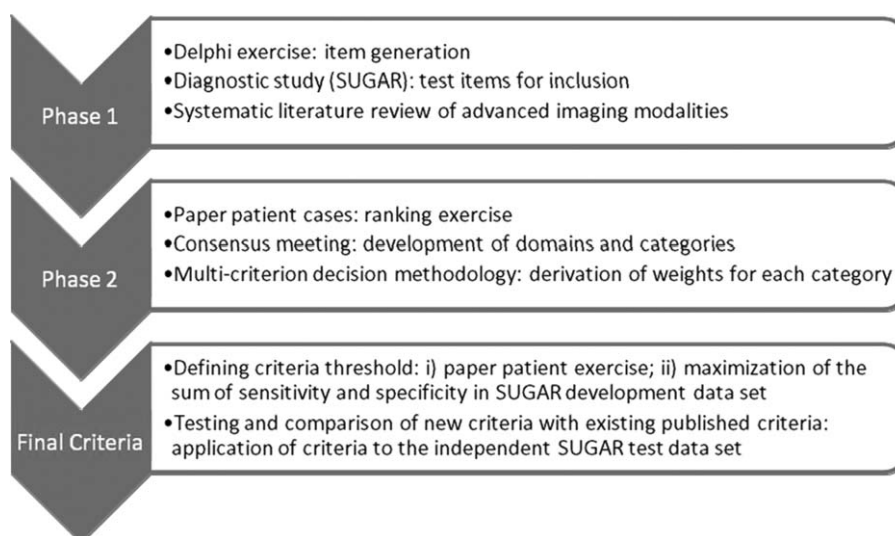 Phase 1
•Delphi exercise: item generation
•Diagnostic study (SUGAR): test items for inclusion
•Systematic literature review of advanced imaging modalities
Phase 2
•Paper patient cases: ranking exercise
•Consensus meeting: development of domains and categories
•Multi-criterion decision methodology: derivation of weights for each category
Final Criteria
•Defining criteria threshold: i) paper patient exercise; ii) maximization of the
sum of sensitivity and specificity in SUGAR development data set
•Testing and comparison of new criteria with existing published criteria:
application of criteria to the independent SUGAR test data set